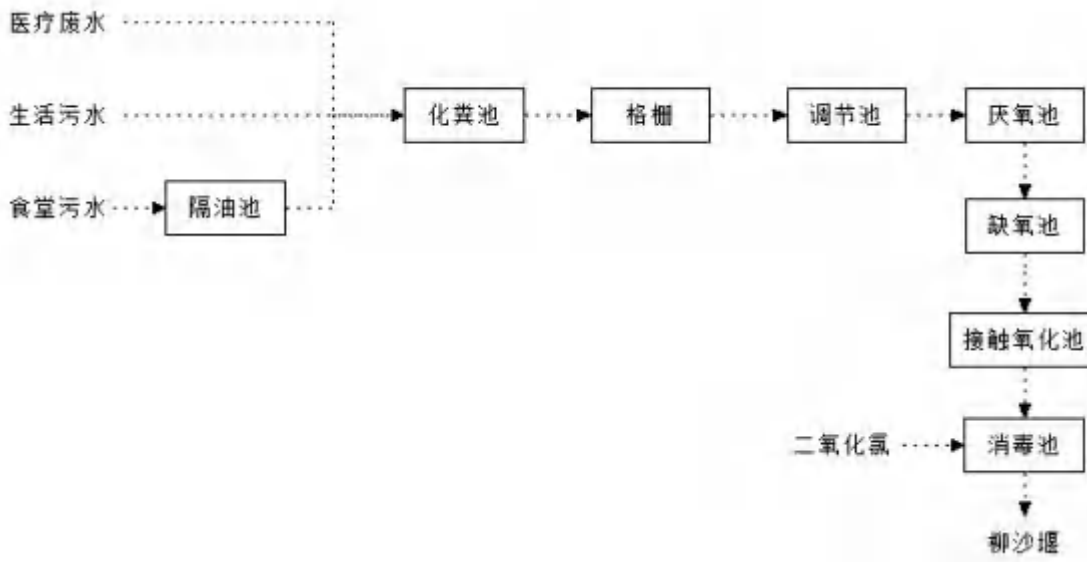 医疗废水
生活污水
化粪池
格栅
调节池
厌氧池
食堂污水
隔油池
缺氧池
接触氧化池
二氧化氯
消毒池
柳沙堰